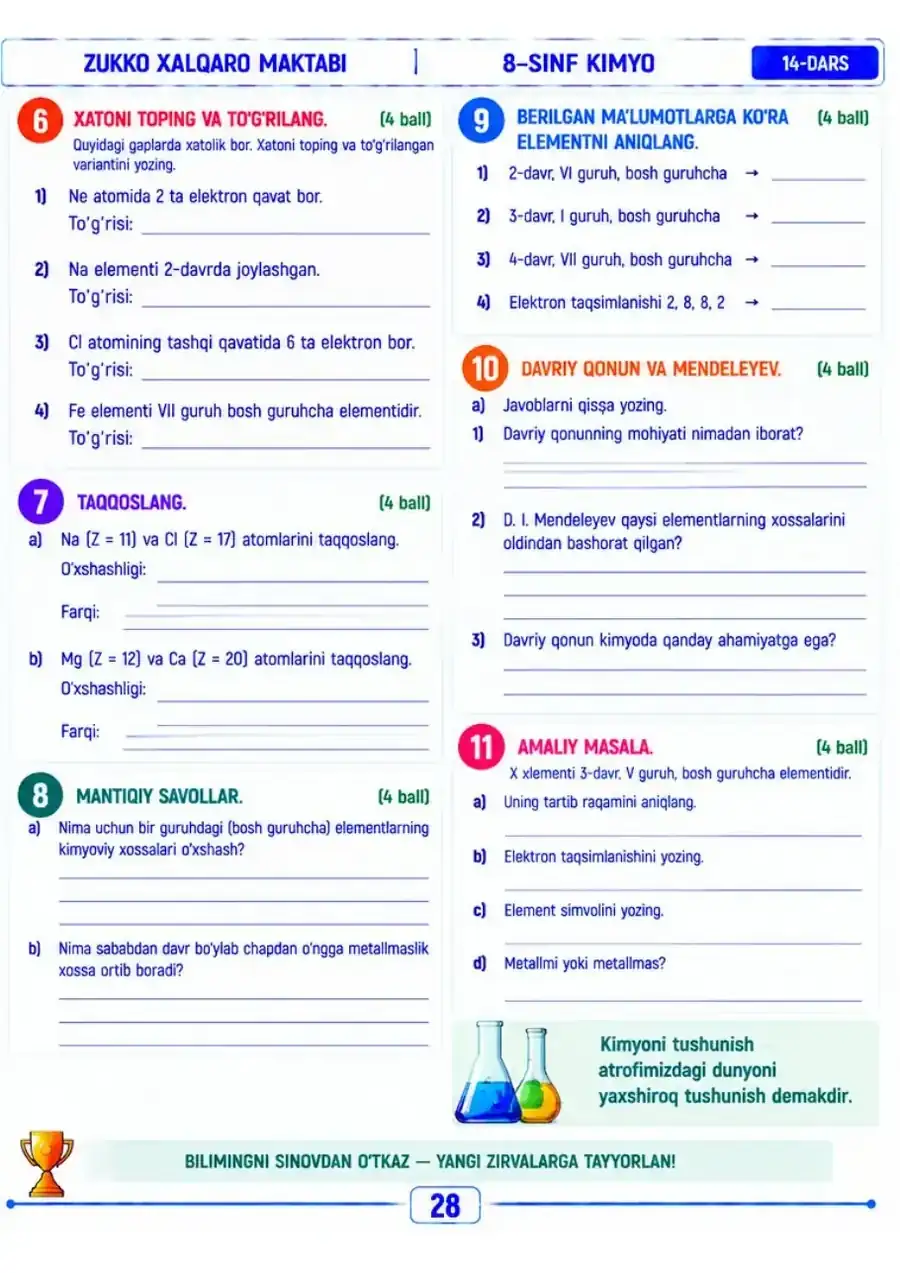 ZUKKO XALQARO MAKTABI | 8–SINF KIMYO 14-DARS
6 XATONI TOPING VA TO'G'RILANG. (4 ball)
Quyidagi gaplarda xatolik bor. Xatoni toping va to'g'rilangan
variantini yozing.
1) Ne atomida 2 ta elektron qavat bor.
To'g'risi:
2) Na elementi 2-davrda joylashgan.
To'g'risi:
3) Cl atomining tashqi qavatida 6 ta elektron bor.
To'g'risi:
4) Fe elementi VII guruh bosh guruhcha elementidir.
To'g'risi:
7 TAQQOSLANG. (4 ball)
a) Na (Z = 11) va Cl (Z = 17) atomlarini taqqoslang.
O'xshashligi:
Farqi:
b) Mg (Z = 12) va Ca (Z = 20) atomlarini taqqoslang.
O'xshashligi:
Farqi:
8 MANTIQIY SAVOLLAR. (4 ball)
a) Nima uchun bir guruhdagi (bosh guruhcha) elementlarning
kimyoviy xossalari o'xshash?
b) Nima sababdan davr bo'ylab chapdan o'ngga metallmaslik
xossa ortib boradi?
9 BERILGAN MA'LUMOTLARGA KO'RA (4 ball)
ELEMENTNI ANIQLANG.
1) 2-davr, VI guruh, bosh guruhcha →
2) 3-davr, I guruh, bosh guruhcha →
3) 4-davr, VII guruh, bosh guruhcha →
4) Elektron taqsimlanishi 2, 8, 8, 2 →
10 DAVRIY QONUN VA MENDELEYEV. (4 ball)
a) Javoblarni qisşa yozing.
1) Davriy qonunning mohiyati nimadan iborat?
2) D. I. Mendeleyev qaysi elementlarning xossalarini
oldindan bashorat qilgan?
3) Davriy qonun kimyoda qanday ahamiyatga ega?
11 AMALIY MASALA. (4 ball)
X xlementi 3-davr. V guruh, bosh guruhcha elementidir.
a) Uning tartib raqamini aniqlang.
b) Elektron taqsimlanishini yozing.
c) Element simvolini yozing.
d) Metallmi yoki metallmas?
Kimyoni tushunish
atrofimizdagi dunyoni
yaxshiroq tushunish demakdir.
BILIMINGNI SINOVDAN O'TKAZ — YANGI ZIRVALARGA TAYYORLAN!
28